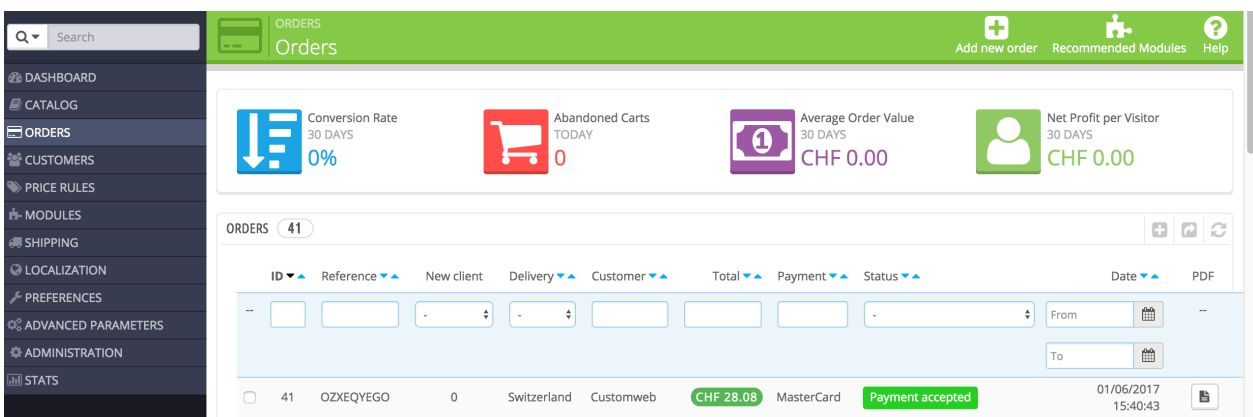 Search
DASHBOARD
CATALOG
ORDERS
CUSTOMERS
PRICE RULES
MODULES
SHIPPING
LOCALIZATION
PREFERENCES
ADVANCED PARAMETERS
ADMINISTRATION
STATS
ORDERS
Orders
Add new order Recommended Modules Help
Conversion Rate
30 DAYS
0%
Abandoned Carts
TODAY
0
1
Average Order Value
30 DAYS
CHF 0.00
Net Profit per Visitor
30 DAYS
CHF 0.00
ORDERS 41
ID Reference New client Delivery Customer Total Payment Status Date PDF
-- - - - From --
To
41 OZXEQYEGO 0 Switzerland Customweb CHF 28.08 MasterCard Payment accepted 01/06/2017
15:40:43